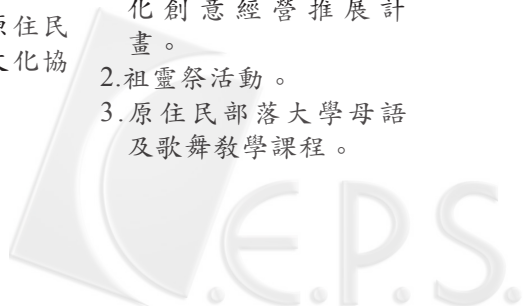 原住民
文化協
化創意經營推展計
畫。
2.祖靈祭活動。
3.原住民部落大學母語
及歌舞教學課程。
C.E.P.S.